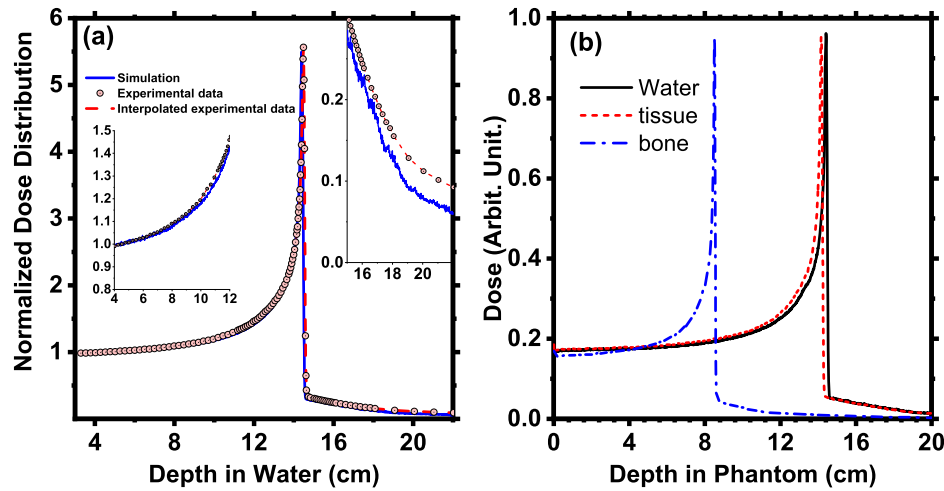 (a)
Simulation
Experimental data
Interpolated experimental data
Normalized Dose Distribution
6
5
4
3
2
1
4 8 12 16 20
Depth in Water (cm)
1.5
1.4
1.3
1.2
1.1
1.0
0.9
0.8
4 6 8 10 12
0.2
0.1
0.0
16 18 20
(b)
Water
tissue
bone
Dose (Arbit. Unit.)
1.0
0.8
0.6
0.4
0.2
0.0
0 4 8 12 16 20
Depth in Phantom (cm)